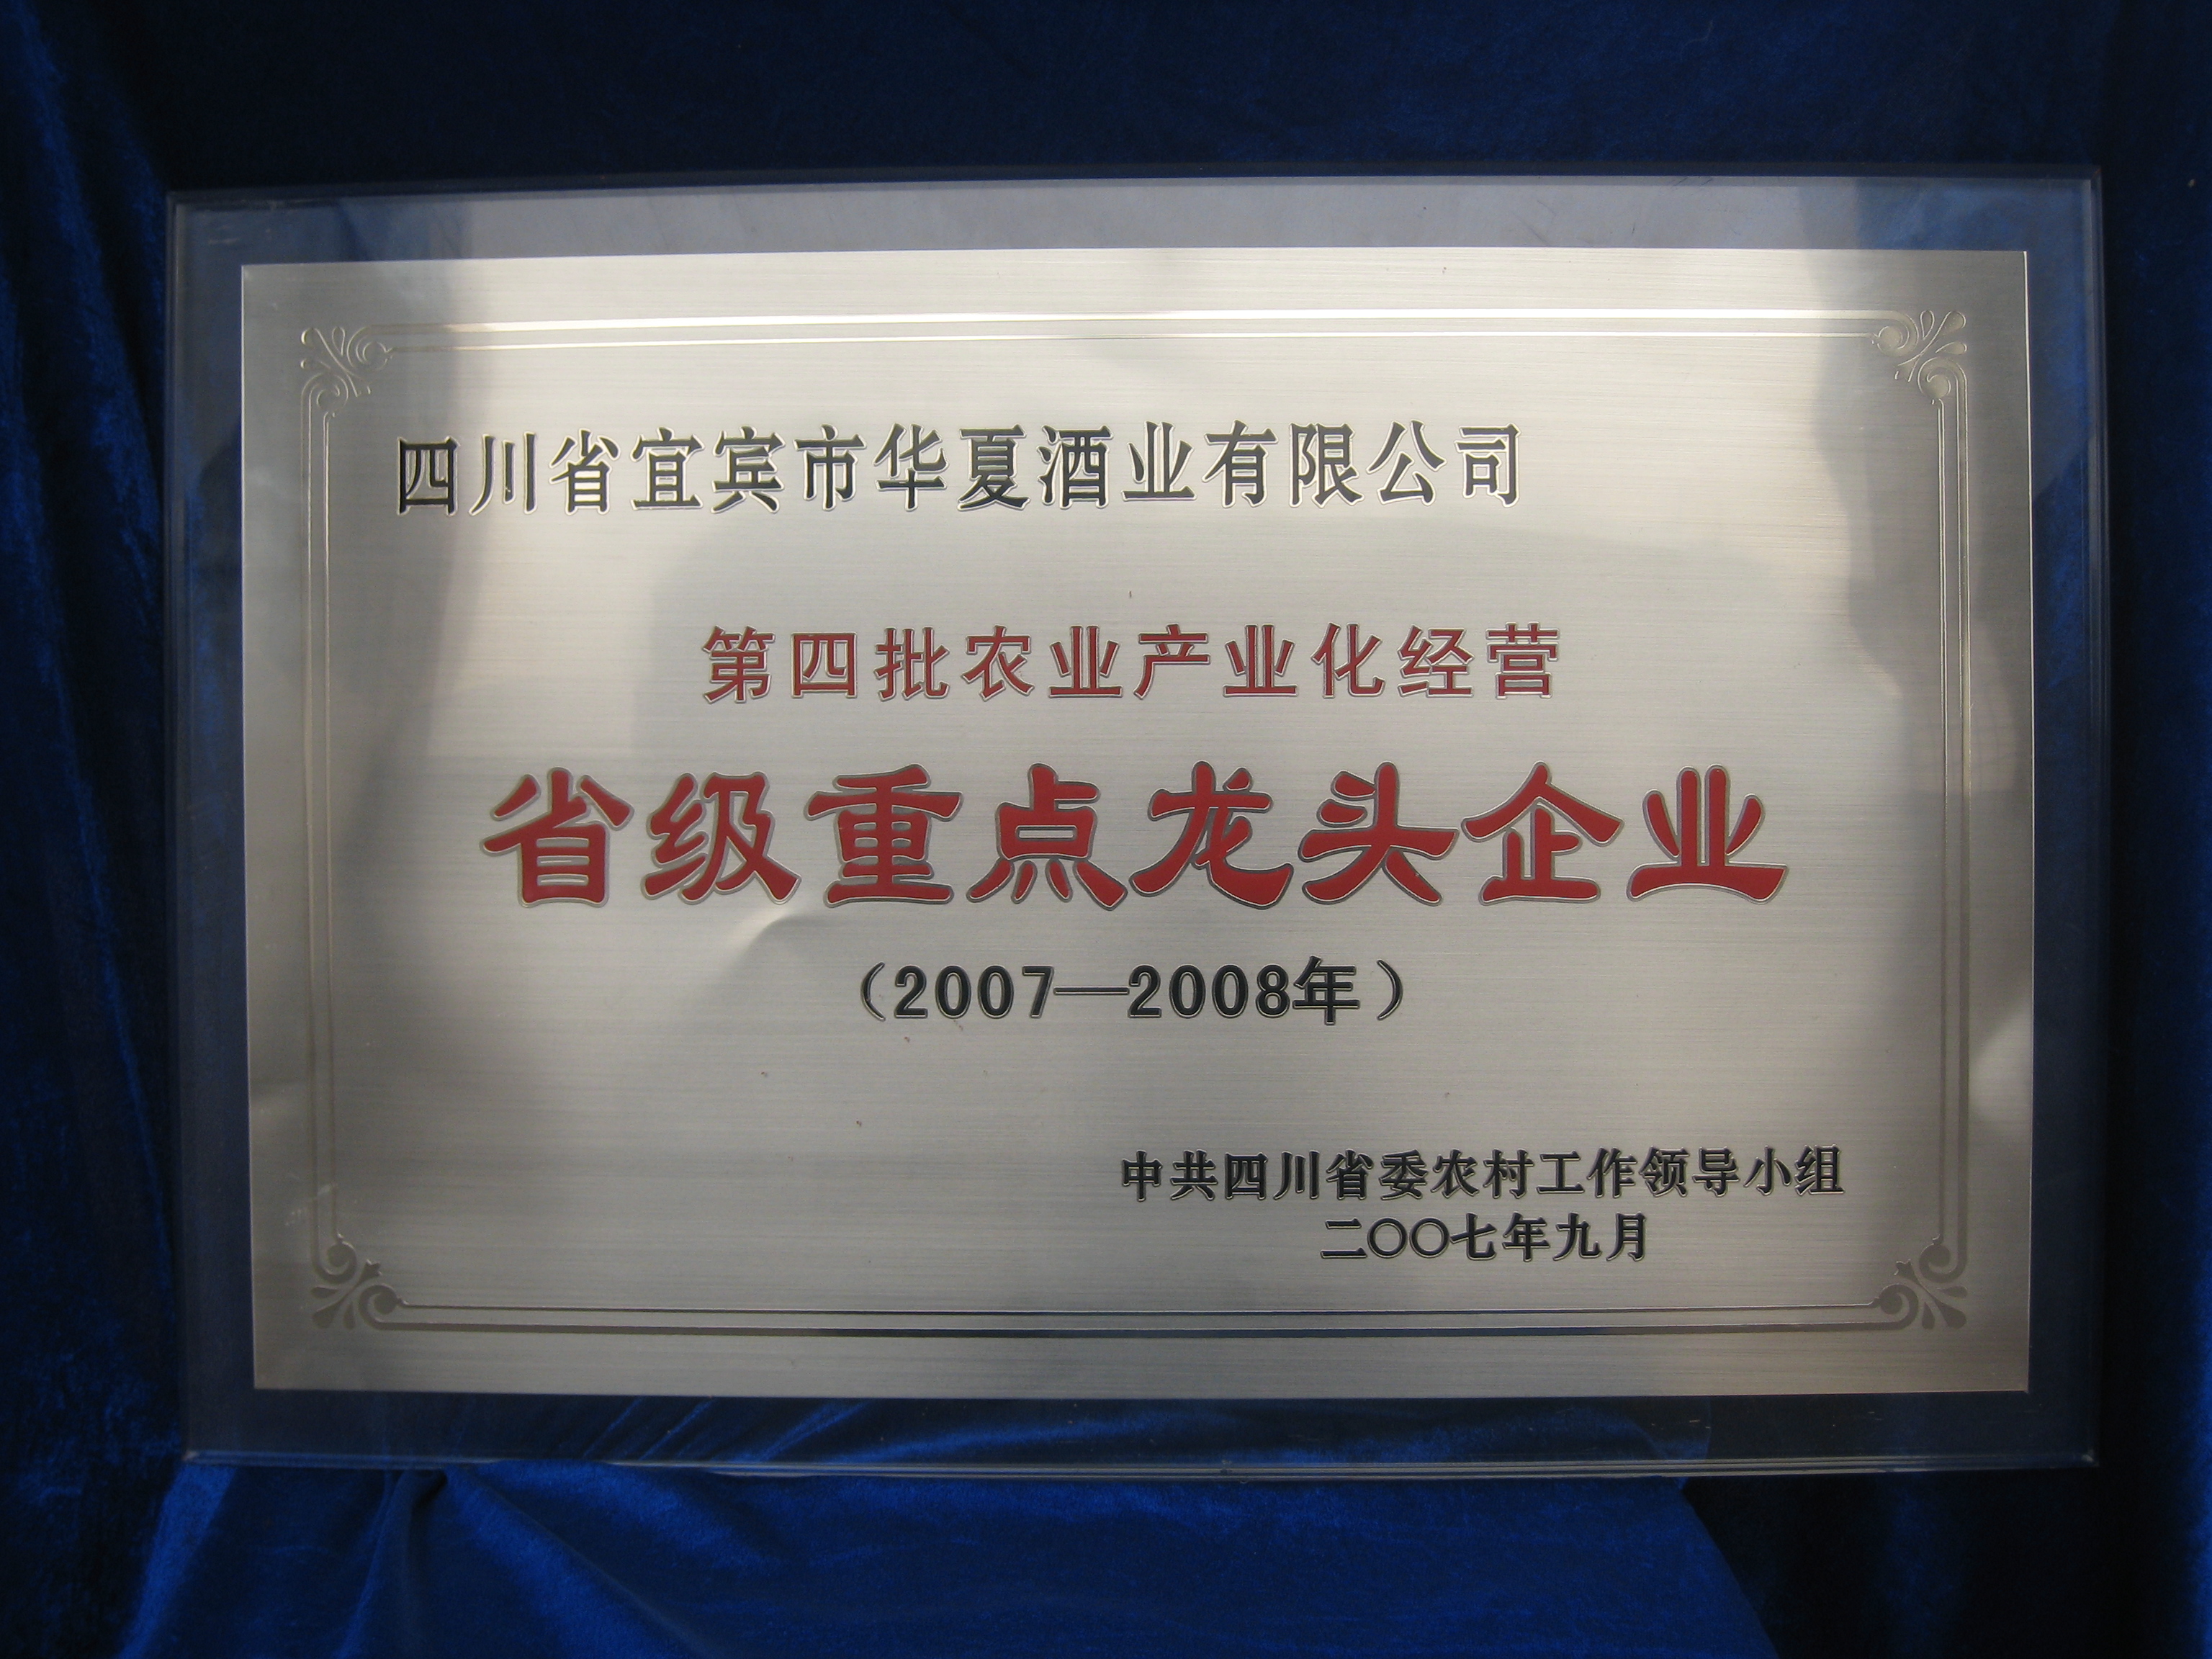 四川省宜宾市华夏酒业有限公司
第四批农业产业化经营
省级重点龙头企业
（2007—2008年）
中共四川省委农村工作领导小组
二〇〇七年九月